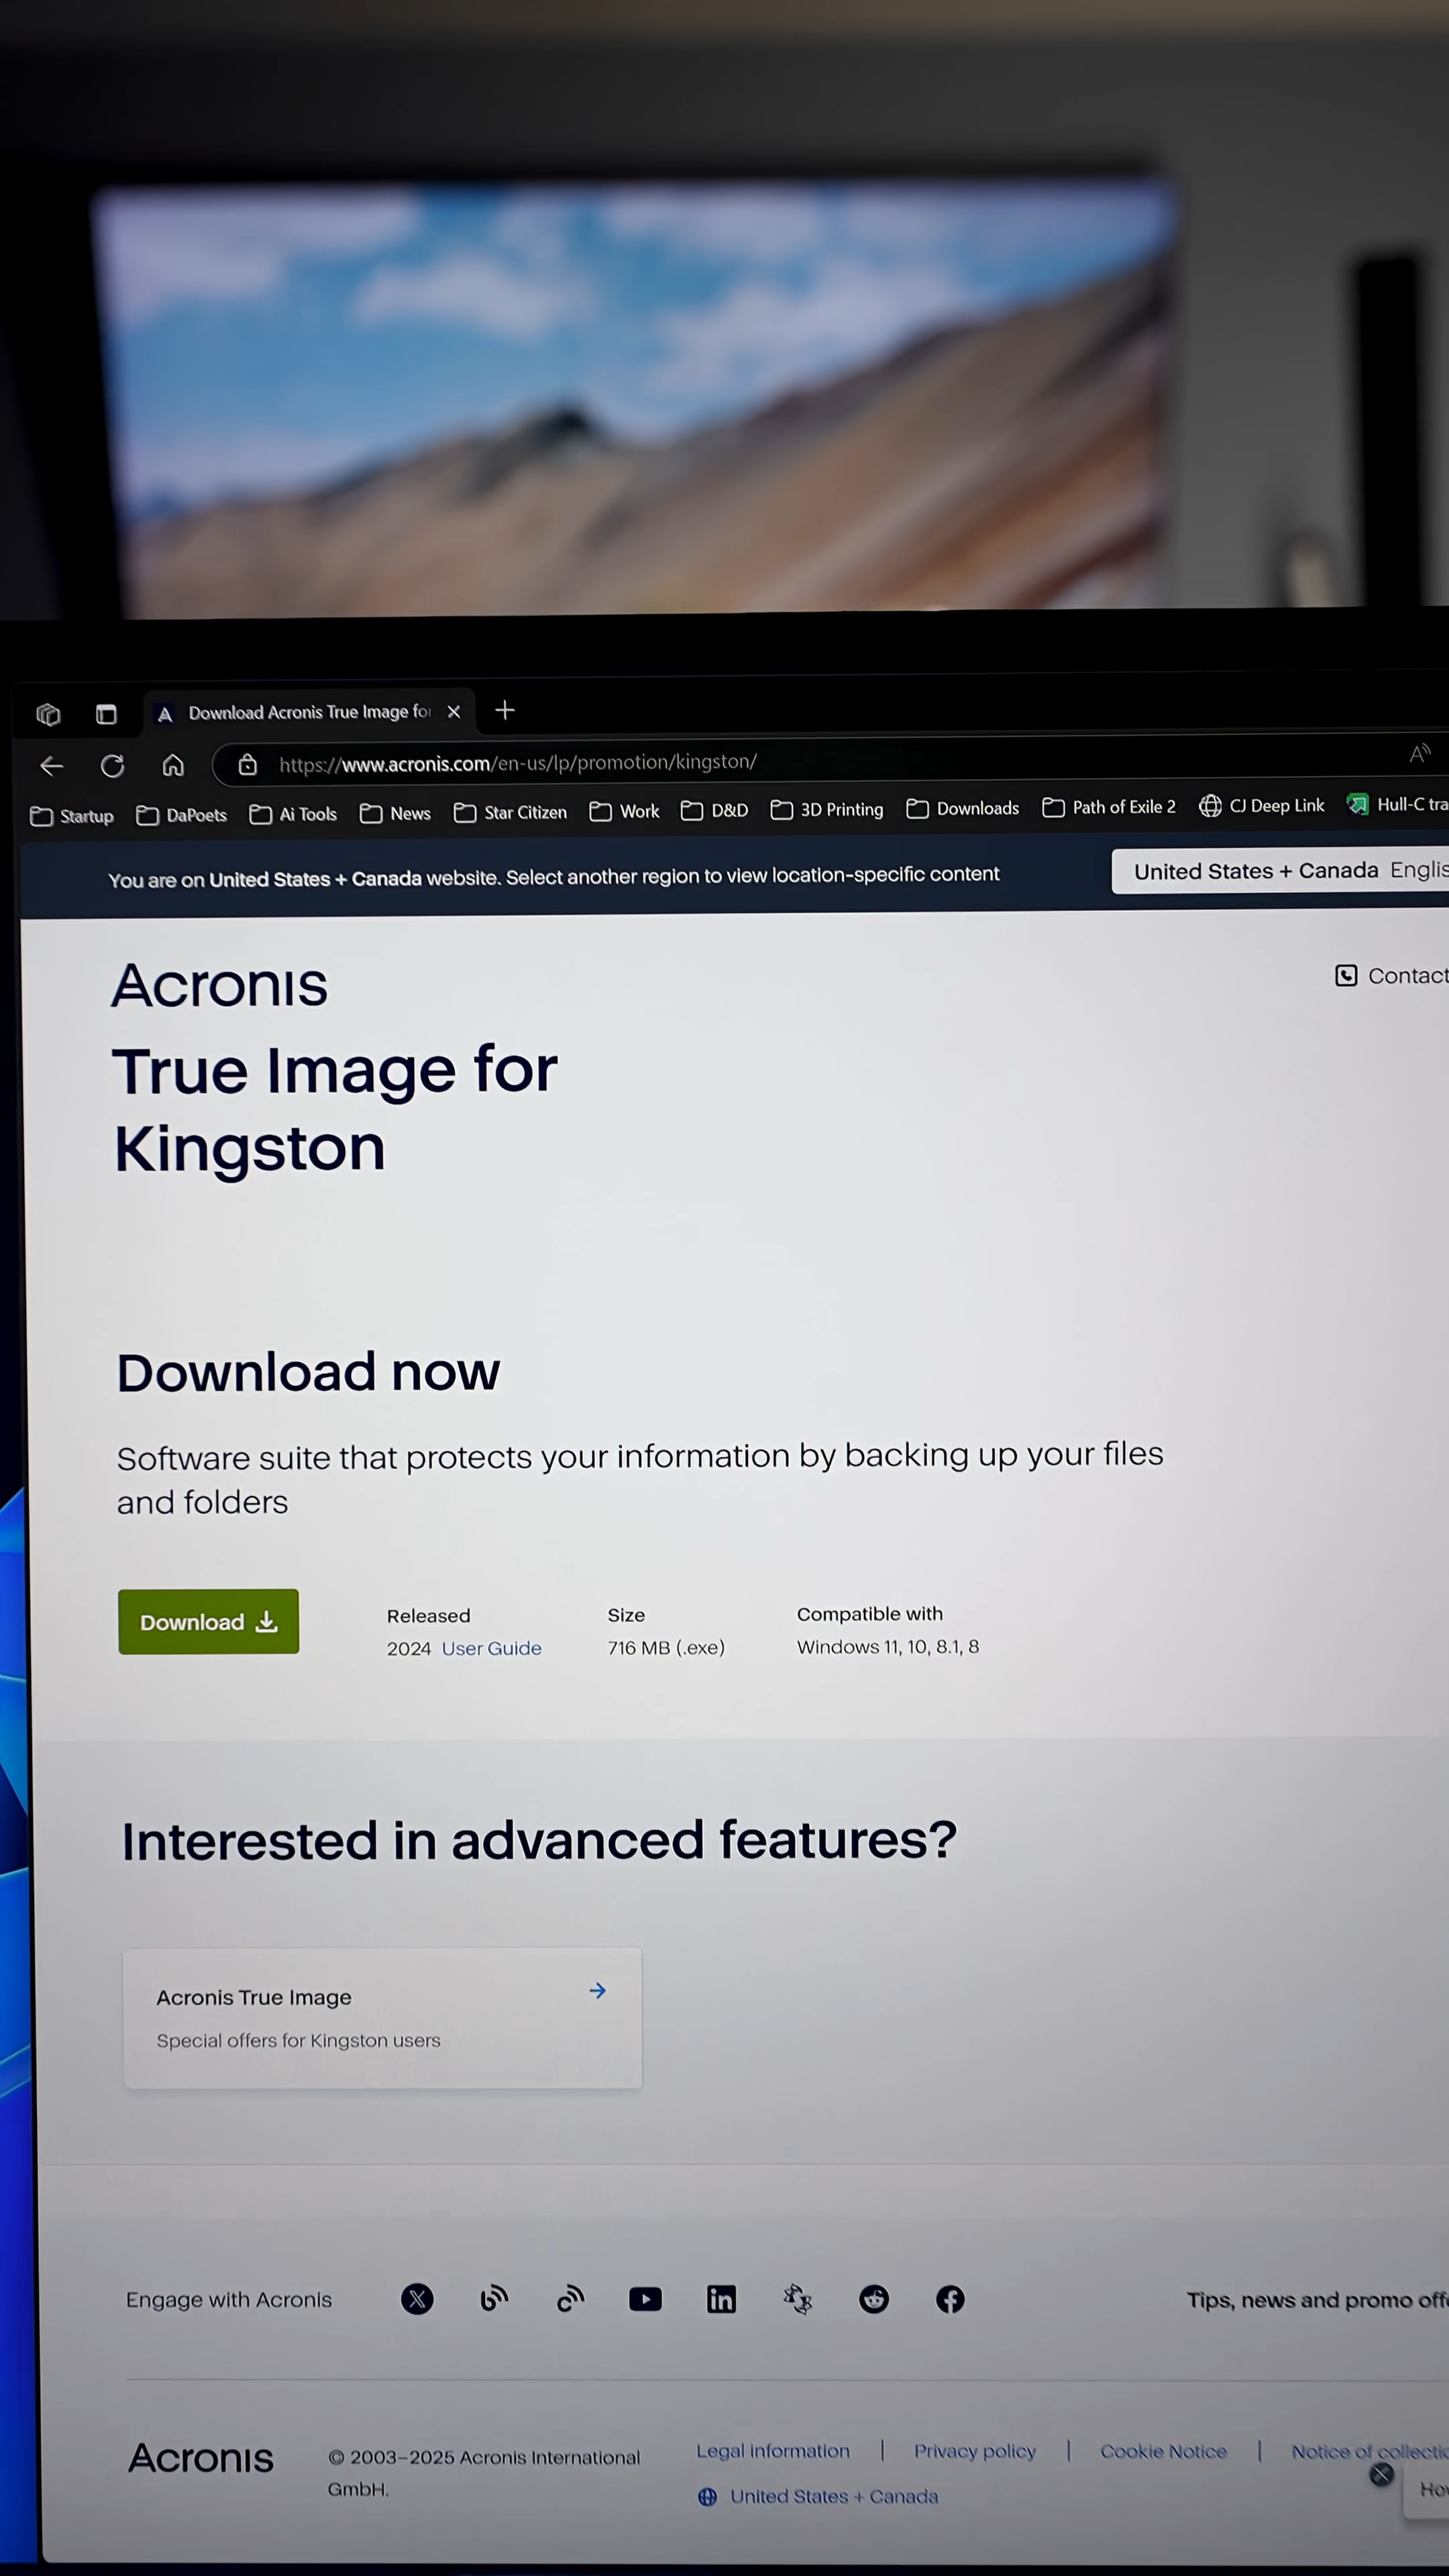 Download Acronis True Image for
https://www.acronis.com/en-us/lp/promotion/kingston/
Startup DaPoets Ai Tools News Star Citizen Work D&D 3D Printing Downloads Path of Exile 2 CJ Deep Link Hull-C tra
You are on United States + Canada website. Select another region to view location-specific content
United States + Canada Englis
Acronis
Contact
True Image for
Kingston
Download now
Software suite that protects your information by backing up your files
and folders
Download
Released Size Compatible with
2024 User Guide 716 MB (.exe) Windows 11, 10, 8.1, 8
Interested in advanced features?
Acronis True Image
Special offers for Kingston users
Engage with Acronis
Tips, news and promo offe
Acronis
© 2003–2025 Acronis International
GmbH.
Legal information | Privacy policy | Cookie Notice | Notice of collectio
United States + Canada